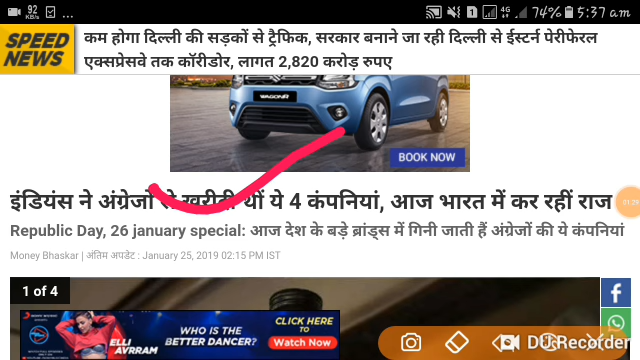 92
KB/s
4G
74% 5:37 am
SPEED
NEWS
कम होगा दिल्ली की सड़कों से ट्रैफिक, सरकार बनाने जा रही दिल्ली से ईस्टर्न पेरीफेरल
एक्सप्रेसवे तक कॉरीडोर, लागत 2,820 करोड़ रुपए
WAGONR
BOOK NOW
इंडियंस ने अंग्रेजों से खरीदी थीं ये 4 कंपनियां, आज भारत में कर रहीं राज
01:29
Republic Day, 26 january special: आज देश के बड़े ब्रांड्स में गिनी जाती हैं अंग्रेजों की ये कंपनियां
Money Bhaskar | अंतिम अपडेट : January 25, 2019 02:15 PM IST
1 of 4
ELLI
AVRRAM
WHO IS THE
BETTER DANCER?
CLICK HERE
TO
Watch Now
DU Recorder